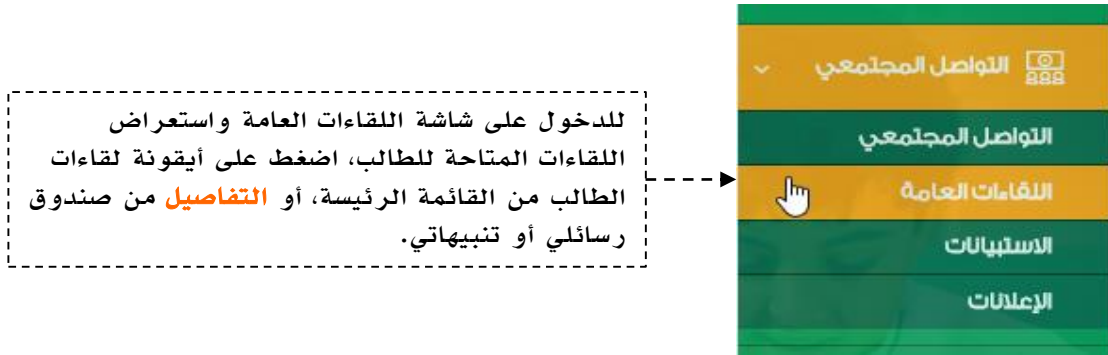 التواصل المجتمعي
التواصل المجتمعي
اللقاءات العامة
الاستبيانات
الإعلانات
للدخول على شاشة اللقاءات العامة واستعراض
اللقاءات المتاحة للطالب، اضغط على أيقونة لقاءات
الطالب من القائمة الرئيسة، أو التفاصيل من صندوق
رسائلي أو تنبيهاتي.